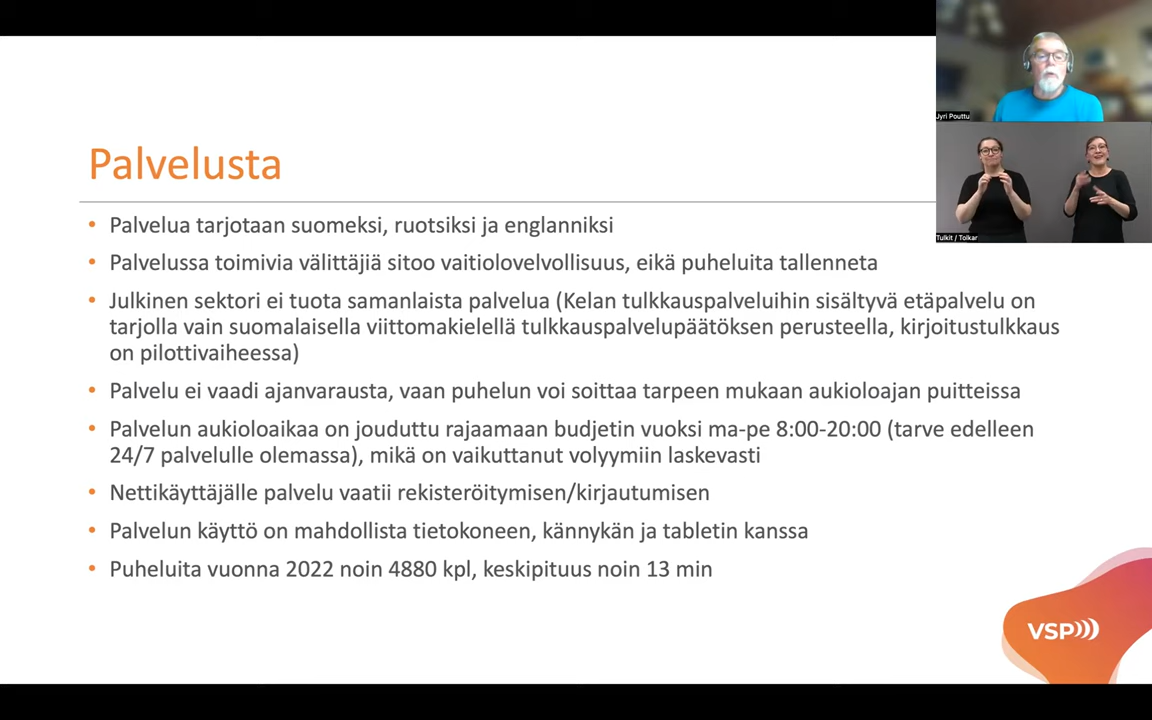 Palvelusta
• Palvelua tarjotaan suomeksi, ruotsiksi ja englanniksi
• Palvelussa toimivia välittäjiä sitoo vaitiolovelvollisuus, eikä puheluita tallenneta
• Julkinen sektori ei tuota samanlaista palvelua (Kelan tulkkauspalveluihin sisältyvä etäpalvelu on
tarjolla vain suomalaisella viittomakielellä tulkkauspalvelupäätöksen perusteella, kirjoitustulkkaus
on pilottivaiheessa)
• Palvelu ei vaadi ajanvarausta, vaan puhelun voi soittaa tarpeen mukaan aukioloajan puitteissa
• Palvelun aukioloaikaa on jouduttu rajaamaan budjetin vuoksi ma-pe 8:00-20:00 (tarve edelleen
24/7 palvelulle olemassa), mikä on vaikuttanut volyymiin laskevasti
• Nettikäyttäjälle palvelu vaatii rekisteröitymisen/kirjautumisen
• Palvelun käyttö on mahdollista tietokoneen, kännykän ja tabletin kanssa
• Puheluita vuonna 2022 noin 4880 kpl, keskipituus noin 13 min
Jyri Pouttu
Tulkit / Tolkar
VSP